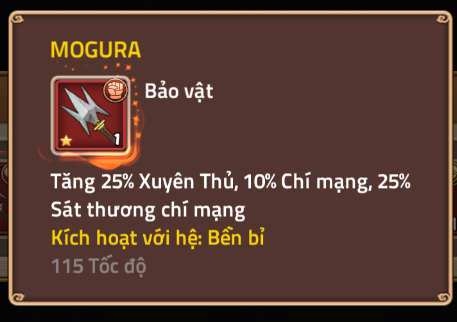 MOGURA
Bảo vật
1
Tăng 25% Xuyên Thủ, 10% Chí mạng, 25%
Sát thương chí mạng
Kích hoạt với hệ: Bền bỉ
115 Tốc độ